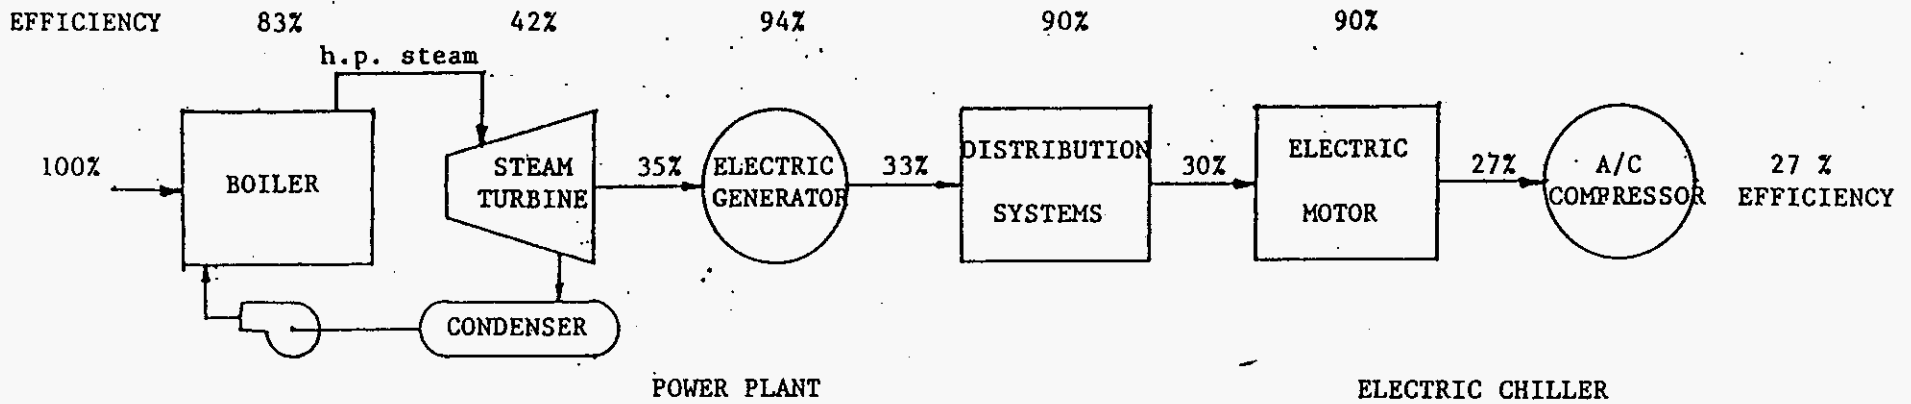 EFFICIENCY 83% 42% 94% 90% 90%
h.p. steam
100%
BOILER
STEAM
TURBINE
35%
ELECTRIC
GENERATOR
33%
DISTRIBUTION
SYSTEMS
30%
ELECTRIC
MOTOR
27%
A/C
COMPRESSOR
27 %
EFFICIENCY
CONDENSER
POWER PLANT
ELECTRIC CHILLER